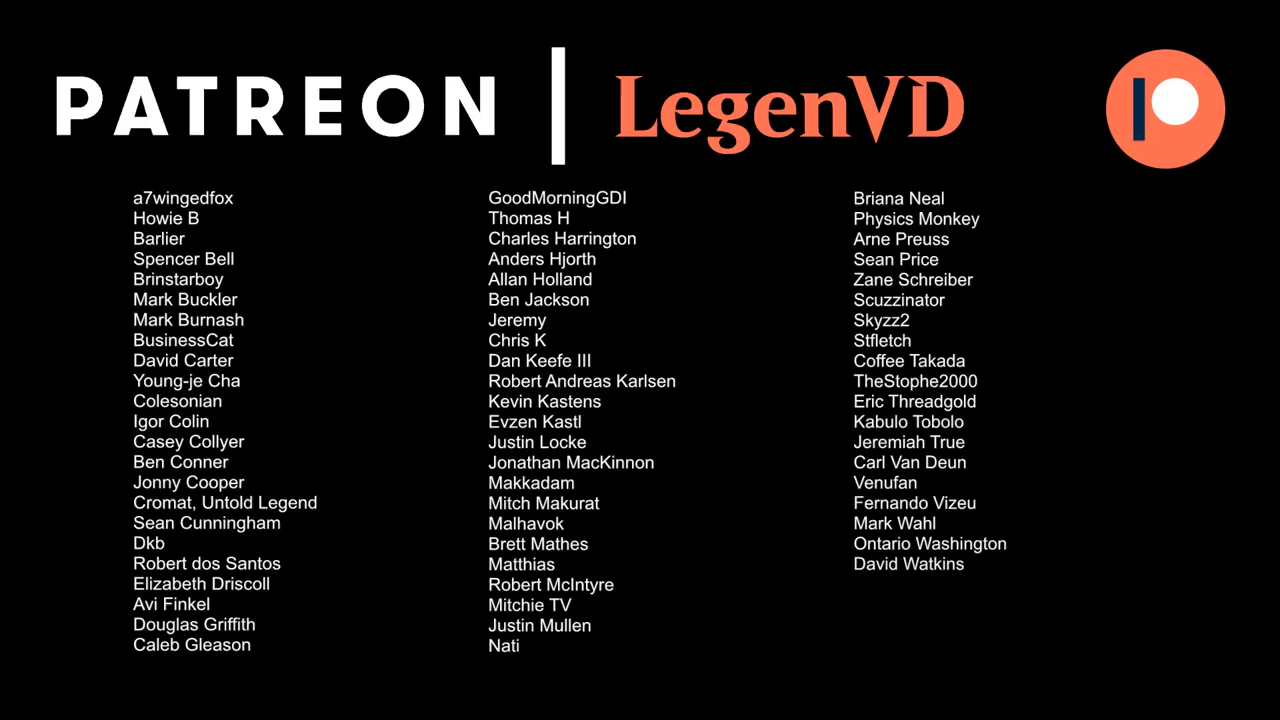 PATREON | LegenVD
a7wingedfox
Howie B
Barlier
Spencer Bell
Brinstarboy
Mark Buckler
Mark Burnash
BusinessCat
David Carter
Young-je Cha
Colesonian
Igor Colin
Casey Collyer
Ben Conner
Jonny Cooper
Cromat, Untold Legend
Sean Cunningham
Dkb
Robert dos Santos
Elizabeth Driscoll
Avi Finkel
Douglas Griffith
Caleb Gleason
GoodMorningGDI
Thomas H
Charles Harrington
Anders Hjorth
Allan Holland
Ben Jackson
Jeremy
Chris K
Dan Keefe III
Robert Andreas Karlsen
Kevin Kastens
Evzen Kastl
Justin Locke
Jonathan MacKinnon
Makkadam
Mitch Makurat
Malhavok
Brett Mathes
Matthias
Robert McIntyre
Mitchie TV
Justin Mullen
Nati
Briana Neal
Physics Monkey
Arne Preuss
Sean Price
Zane Schreiber
Scuzzinator
Skyzz2
Stfletch
Coffee Takada
TheStophe2000
Eric Threadgold
Kabulo Tobolo
Jeremiah True
Carl Van Deun
Venufan
Fernando Vizeu
Mark Wahl
Ontario Washington
David Watkins